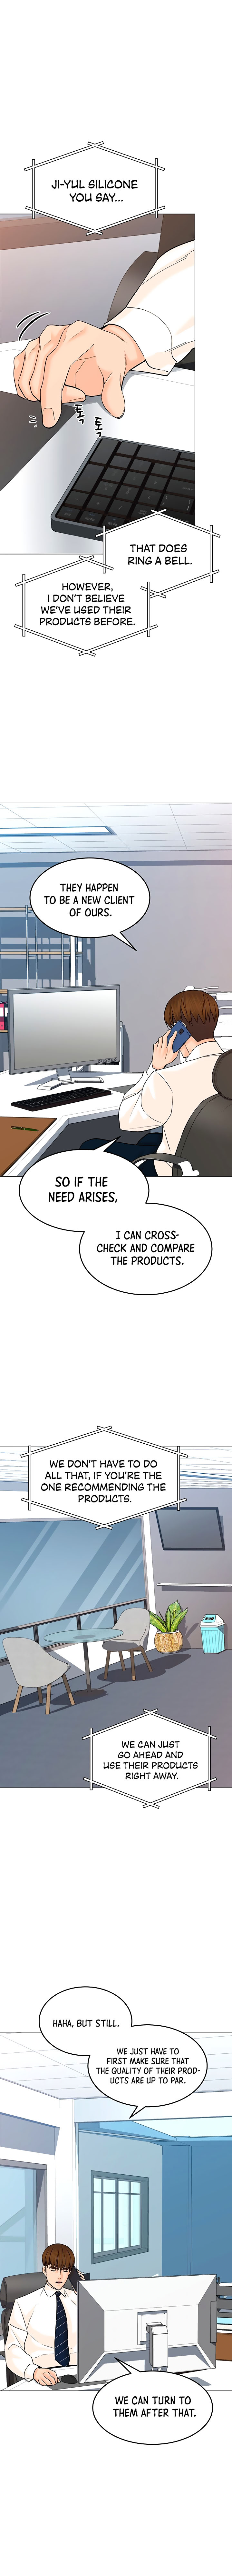 JI-YUL SILICONE
YOU SAY...
톡
톡
THAT DOES
RING A BELL.
HOWEVER,
I DON'T BELIEVE
WE'VE USED THEIR
PRODUCTS BEFORE.
THEY HAPPEN
TO BE A NEW CLIENT
OF OURS.
SO IF THE
NEED ARISES,
I CAN CROSS-
CHECK AND COMPARE
THE PRODUCTS.
WE DON'T HAVE TO DO
ALL THAT, IF YOU'RE THE
ONE RECOMMENDING THE
PRODUCTS.
WE CAN JUST
GO AHEAD AND
USE THEIR PRODUCTS
RIGHT AWAY.
HAHA, BUT STILL.
WE JUST HAVE TO
FIRST MAKE SURE THAT
THE QUALITY OF THEIR PROD-
UCTS ARE UP TO PAR.
WE CAN TURN TO
THEM AFTER THAT.